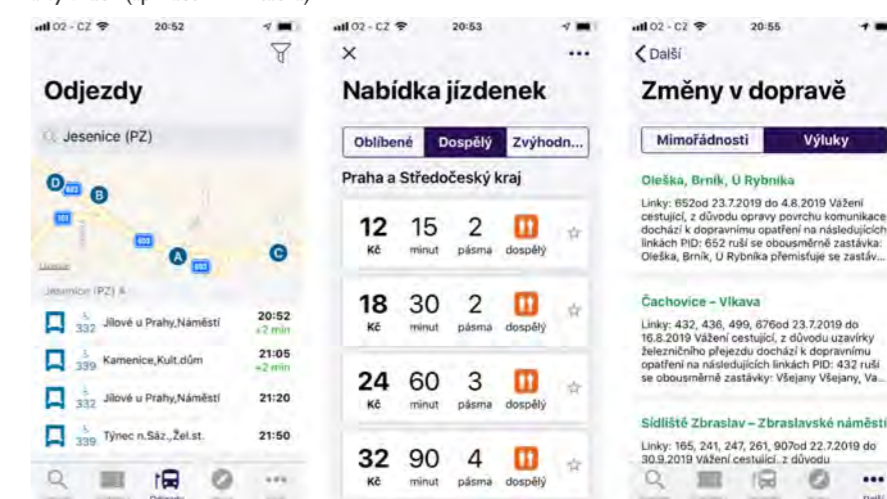 O2 - CZ 20:52
Odjezdy
Jesenice (PZ)
D
B
603
A
C
Jesenice (PZ) A
332 Jílové u Prahy,Náměstí 20:52
+2 min
339 Kamenice,Kult.dům 21:05
+2 min
332 Jílové u Prahy,Náměstí 21:20
339 Týnec n.Sáz.,Žel.st. 21:50
O2 - CZ 20:53
Nabídka jízdenek
Oblíbené Dospělý Zvýhodn...
Praha a Středočeský kraj
12 15 2
Kč minut pásma dospělý
18 30 2
Kč minut pásma dospělý
24 60 3
Kč minut pásma dospělý
32 90 4
Kč minut pásma dospělý
O2 - CZ 20:55
Další
Změny v dopravě
Mimořádnosti Výluky
Oleška, Brník, U Rybníka
Linky: 652od 23.7.2019 do 4.8.2019 Vážení
cestující, z důvodu opravy povrchu komunikace
dochází k dopravnímu opatření na následujících
linkách PID: 652 ruší se obousměrně zastávka:
Oleška, Brník, U Rybníka přemisťuje se zastáv...
Čachovice – Vlkava
Linky: 432, 436, 499, 676od 23.7.2019 do
16.8.2019 Vážení cestující, z důvodu uzavírky
železničního přejezdu dochází k dopravnímu
opatření na následujících linkách PID: 432 ruší
se obousměrně zastávky: Všejany Všejany, Va...
Sídliště Zbraslav – Zbraslavské náměstí
Linky: 165, 241, 247, 261, 907od 22.7.2019 do
30.9.2019 Vážení cestující, z důvodu